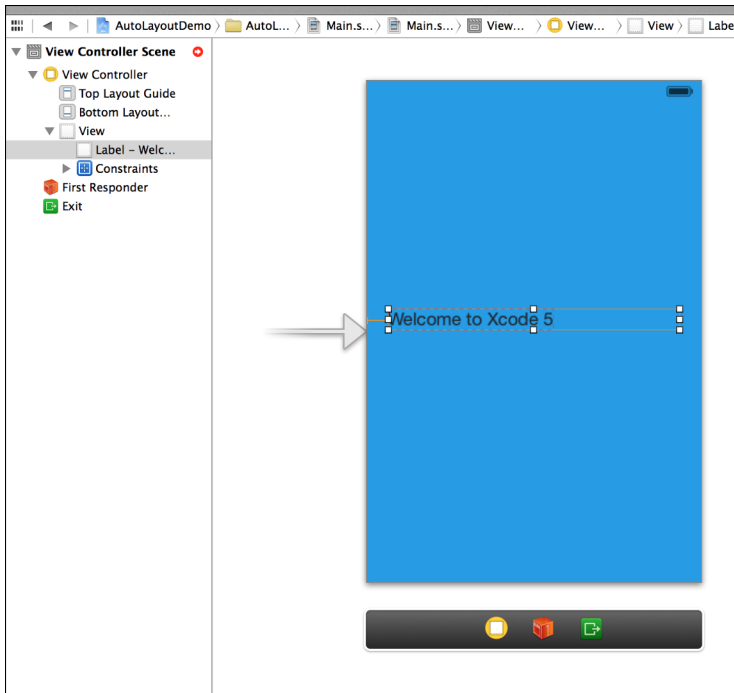 AutoLayoutDemo AutoL... Main.s... Main.s... View... View... View Labe
View Controller Scene
View Controller
Top Layout Guide
Bottom Layout...
View
Label – Welc...
Constraints
First Responder
Exit
Welcome to Xcode 5